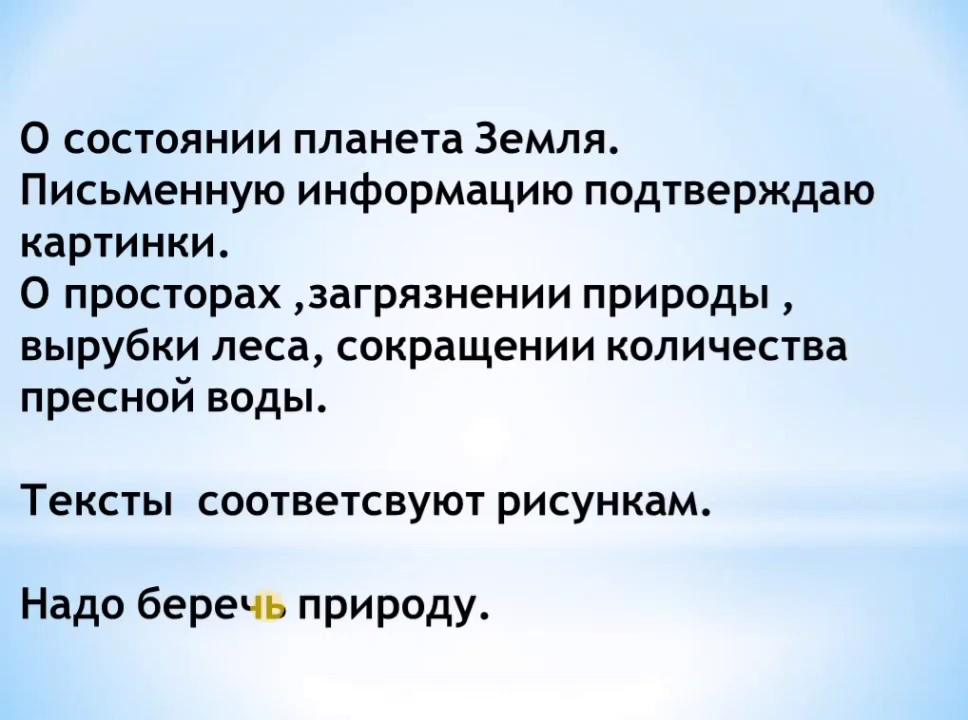 О состоянии планета Земля.
Письменную информацию подтверждаю
картинки.
О просторах ,загрязнении природы ,
вырубки леса, сокращении количества
пресной воды.
Тексты соответсвуют рисункам.
Надо беречь природу.